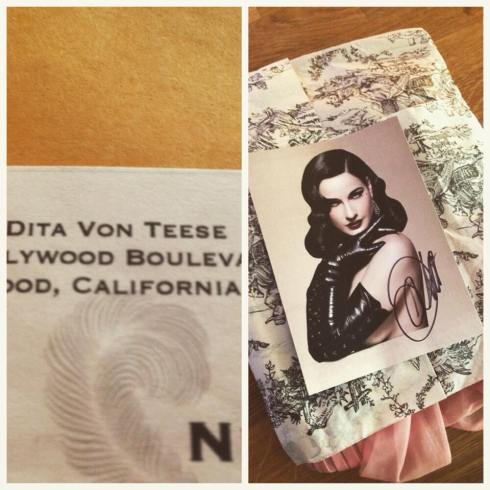 DITA VON TEESE
LYWOOD BOULEVA
OOD, CALIFORNIA
N